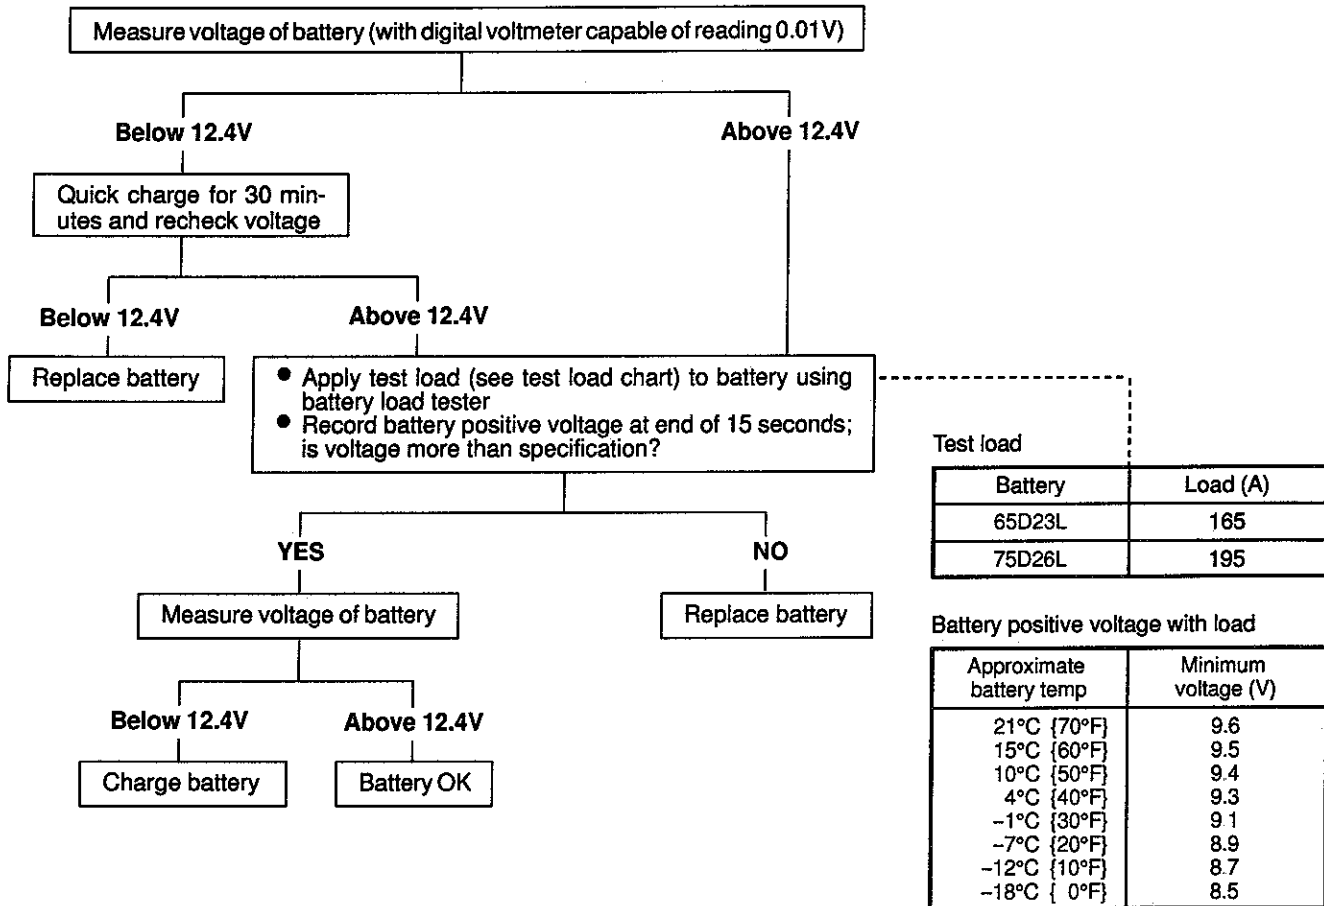 Measure voltage of battery (with digital voltmeter capable of reading 0.01V)
Below 12.4V
Above 12.4V
Quick charge for 30 min-
utes and recheck voltage
Below 12.4V
Above 12.4V
Replace battery
● Apply test load (see test load chart) to battery using
battery load tester
● Record battery positive voltage at end of 15 seconds;
is voltage more than specification?
YES
NO
Measure voltage of battery
Replace battery
Below 12.4V
Above 12.4V
Charge battery
Battery OK
Test load
Battery Load (A)
65D23L 165
75D26L 195
Battery positive voltage with load
Approximate
battery temp
Minimum
voltage (V)
21°C {70°F} 9.6
15°C {60°F} 9.5
10°C {50°F} 9.4
4°C {40°F} 9.3
–1°C {30°F} 9.1
–7°C {20°F} 8.9
–12°C {10°F} 8.7
–18°C { 0°F} 8.5